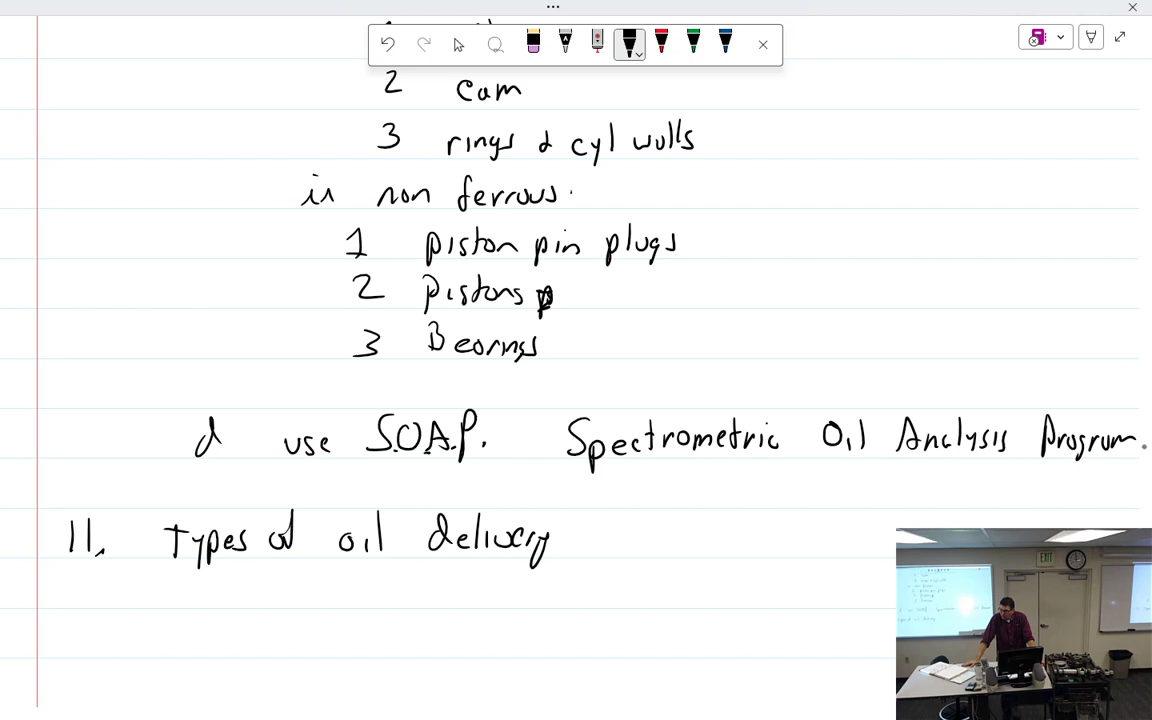 2 Cam
3 rings & cyl walls
ii non ferrous.
1 piston pin plugs
2 Pistons
3 Bearings
d use S.O.A.P. Spectrometric Oil Analysis Program.
11. Types of oil delivery
EXIT